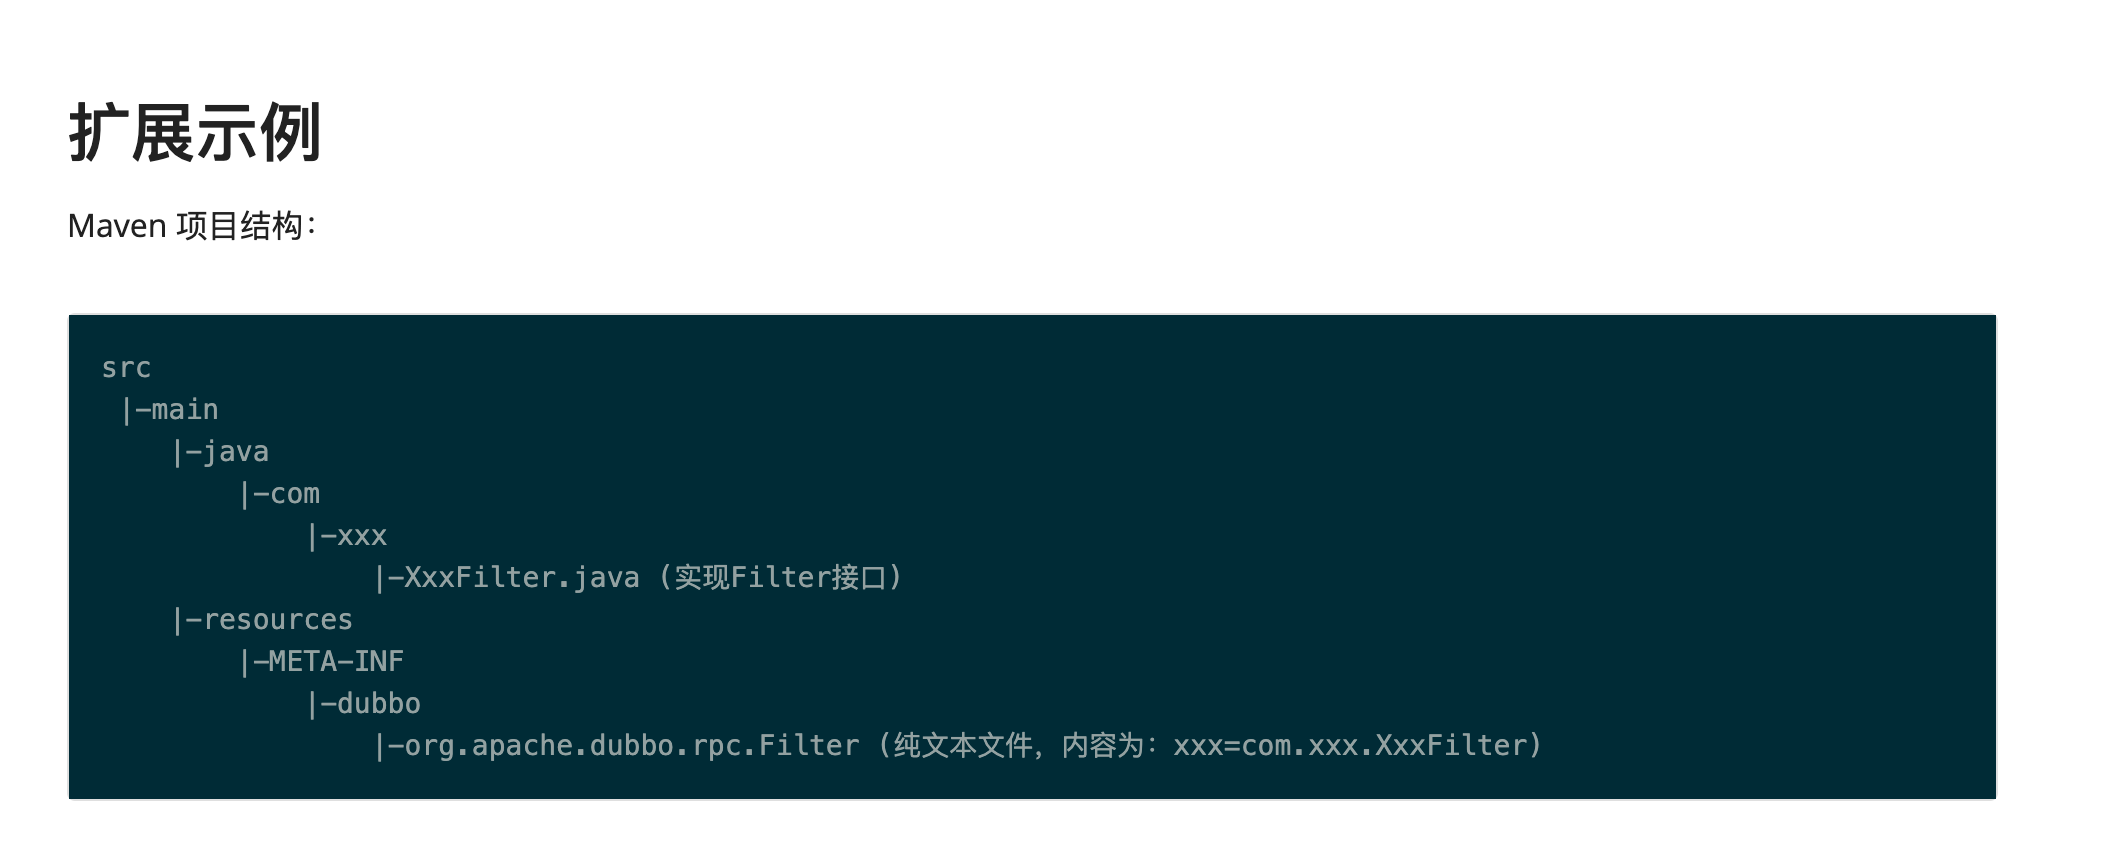 扩展示例
Maven 项目结构：
src
 |-main
    |-java
        |-com
            |-xxx
                |-XxxFilter.java (实现Filter接口)
    |-resources
        |-META-INF
            |-dubbo
                |-org.apache.dubbo.rpc.Filter (纯文本文件，内容为：xxx=com.xxx.XxxFilter)